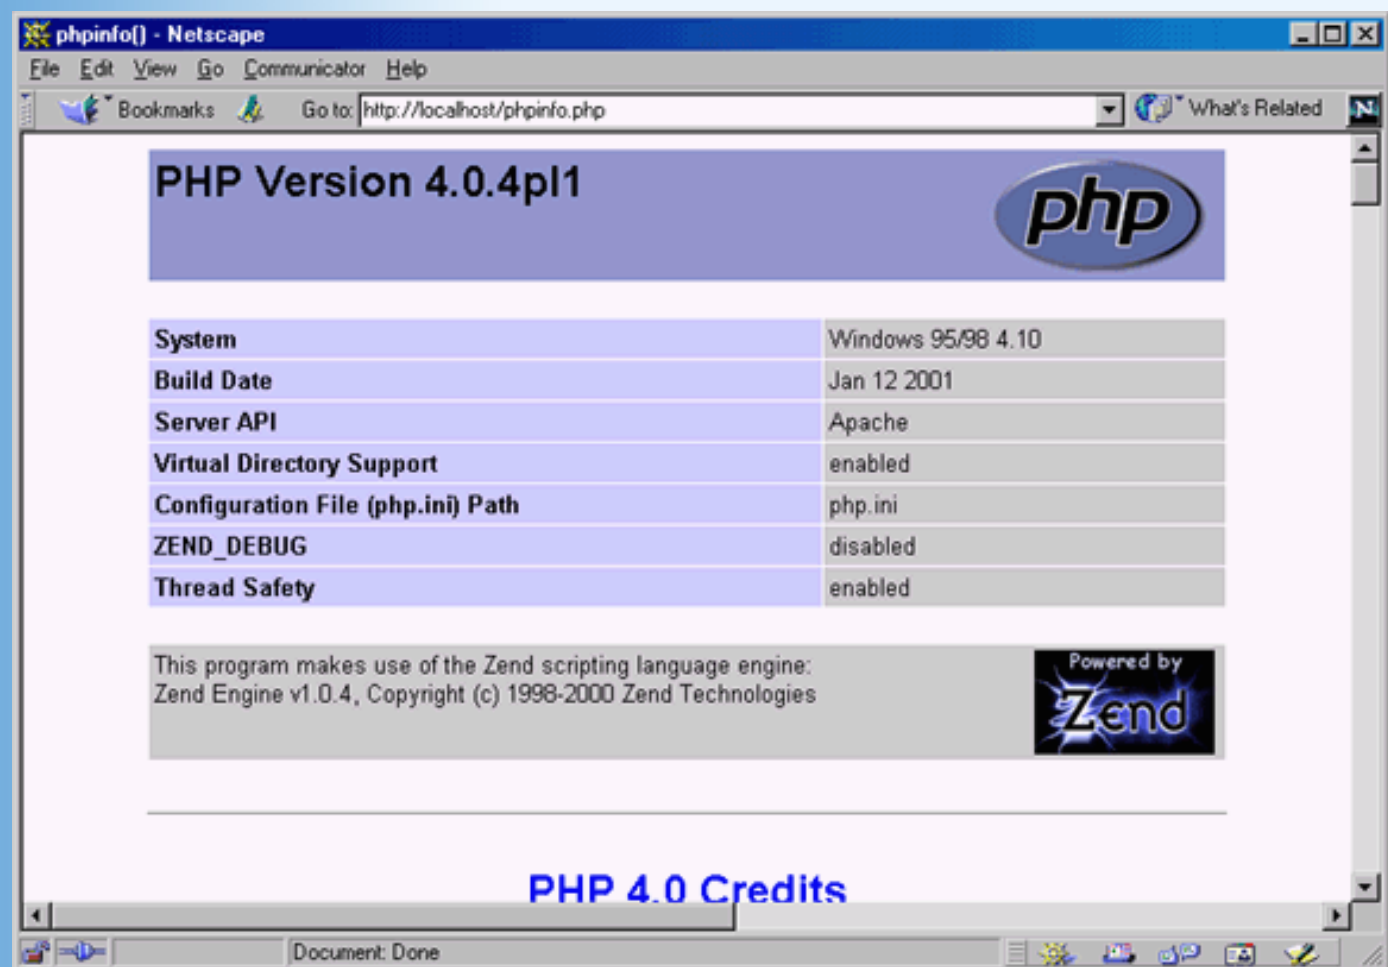 phpinfo() - Netscape
File Edit View Go Communicator Help
Bookmarks Go to: http://localhost/phpinfo.php What's Related N
PHP Version 4.0.4pl1
php
System Windows 95/98 4.10
Build Date Jan 12 2001
Server API Apache
Virtual Directory Support enabled
Configuration File (php.ini) Path php.ini
ZEND_DEBUG disabled
Thread Safety enabled
This program makes use of the Zend scripting language engine:
Zend Engine v1.0.4, Copyright (c) 1998-2000 Zend Technologies
Powered by
Zend
PHP 4.0 Credits
Document: Done